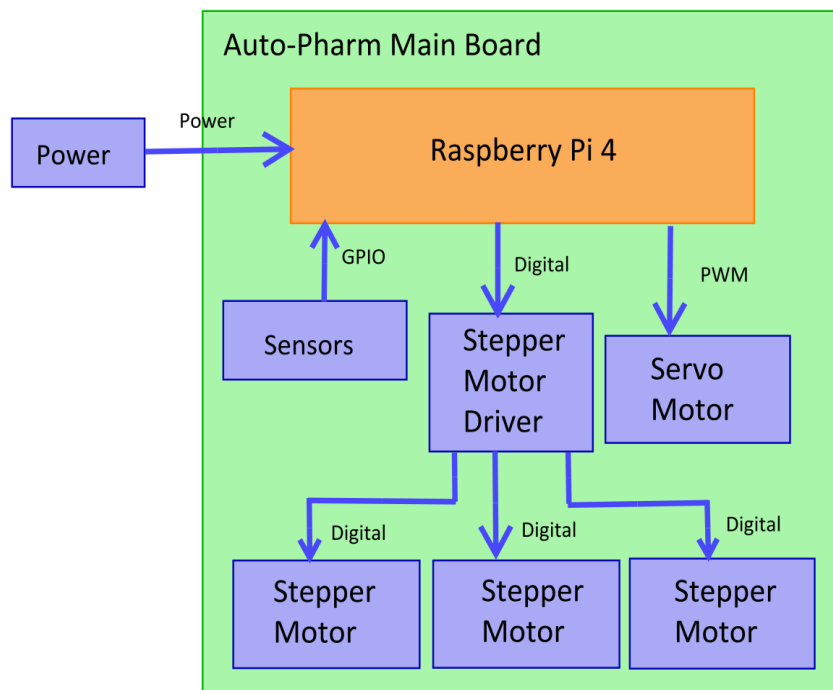 Auto-Pharm Main Board
Power
Power
Raspberry Pi 4
GPIO
Digital
PWM
Sensors
Stepper
Motor
Driver
Servo
Motor
Digital
Digital
Digital
Stepper
Motor
Stepper
Motor
Stepper
Motor